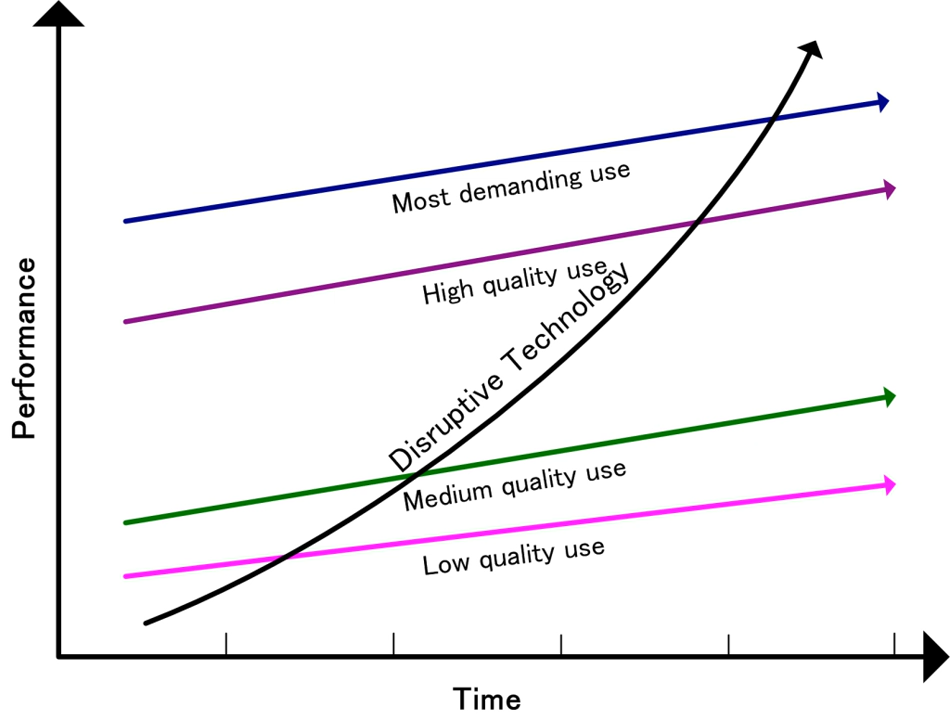 Most demanding use
High quality use
Disruptive Technology
Medium quality use
Low quality use
Performance
Time